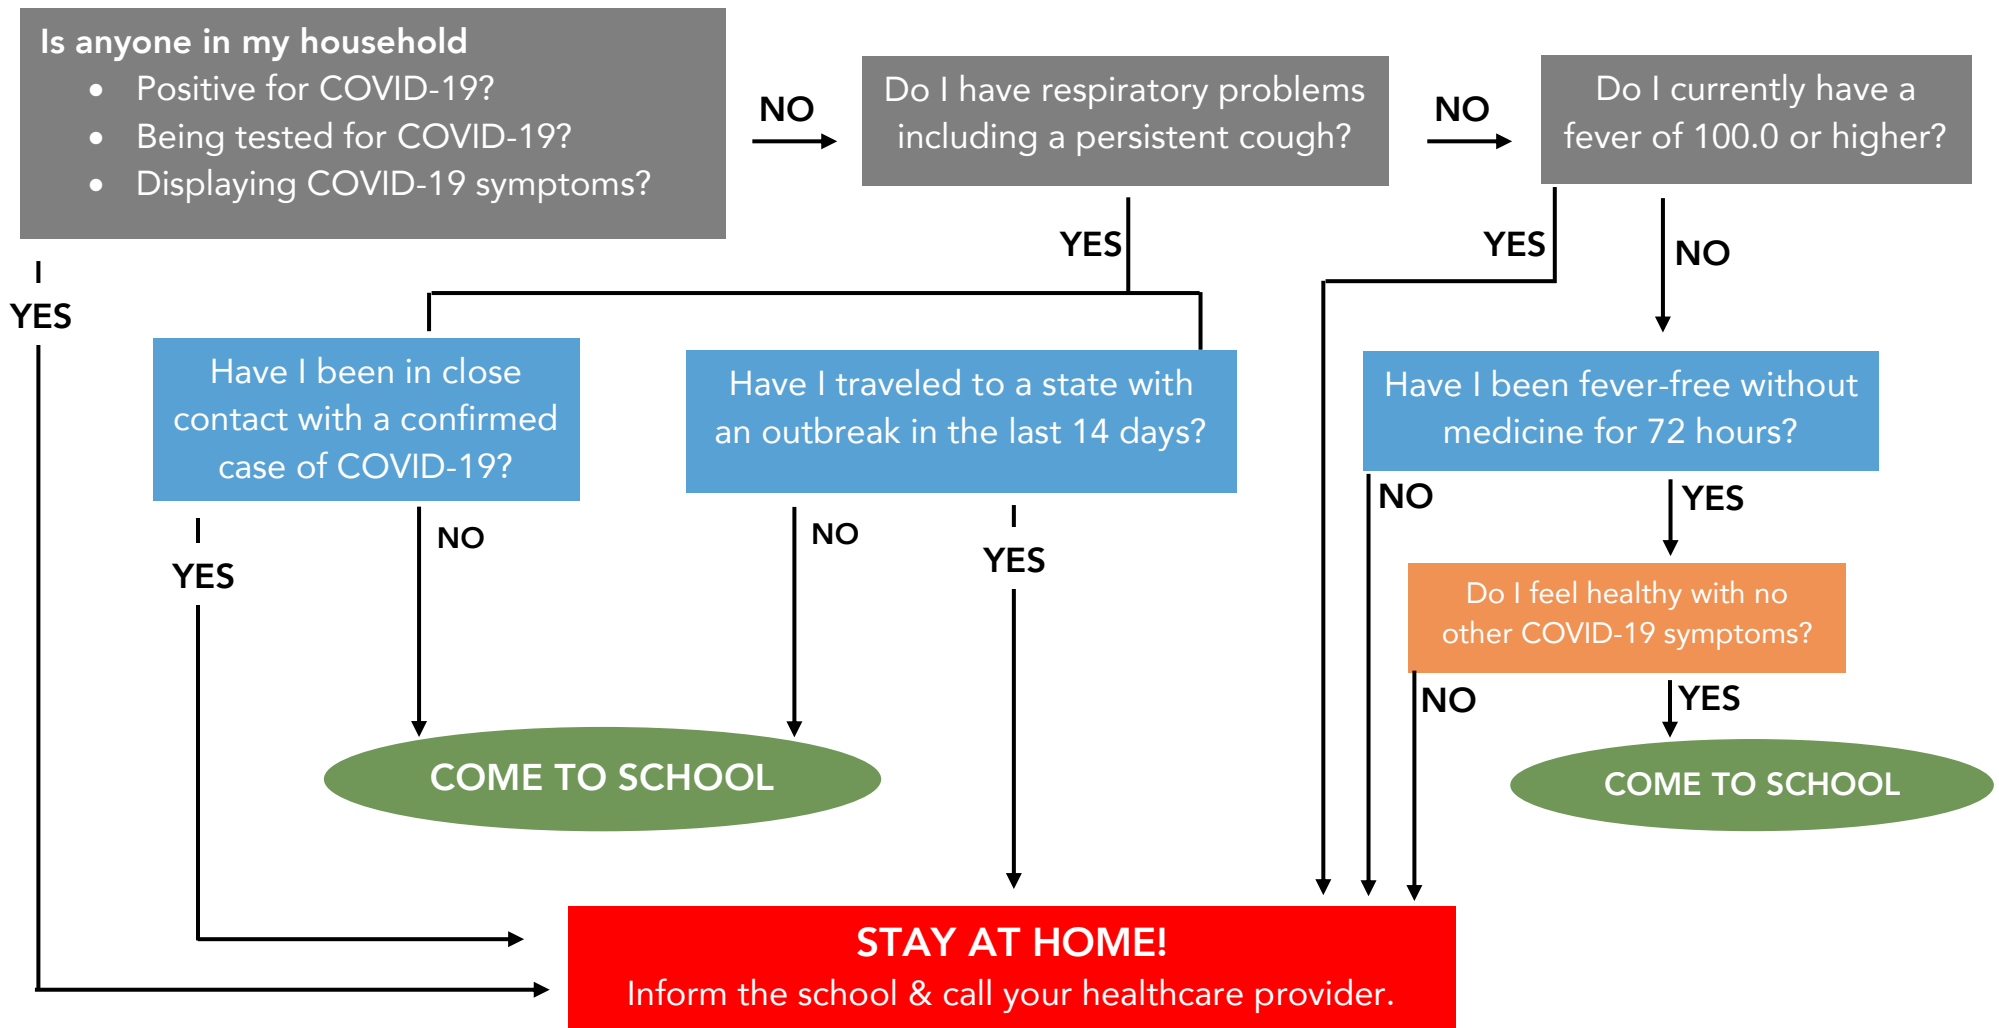 Is anyone in my household
• Positive for COVID-19?
• Being tested for COVID-19?
• Displaying COVID-19 symptoms?
NO
Do I have respiratory problems
including a persistent cough?
NO
Do I currently have a
fever of 100.0 or higher?
YES
YES
YES
NO
Have I been in close
contact with a confirmed
case of COVID-19?
Have I traveled to a state with
an outbreak in the last 14 days?
Have I been fever-free without
medicine for 72 hours?
YES
NO
NO
YES
NO
YES
Do I feel healthy with no
other COVID-19 symptoms?
NO
YES
COME TO SCHOOL
COME TO SCHOOL
STAY AT HOME!
Inform the school & call your healthcare provider.